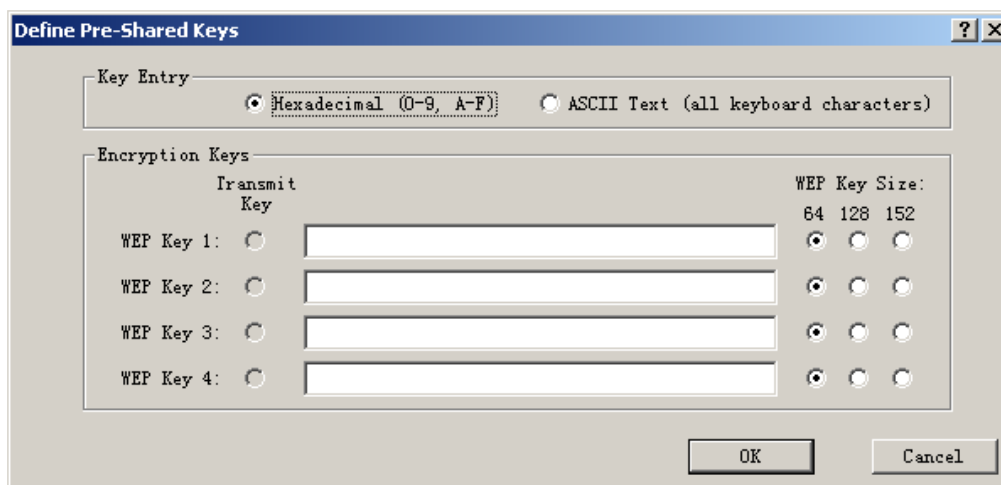 Define Pre-Shared Keys
Key Entry
Hexadecimal (0-9, A-F) ASCII Text (all keyboard characters)
Encryption Keys
Transmit Key WEP Key Size:
64 128 152
WEP Key 1:
WEP Key 2:
WEP Key 3:
WEP Key 4:
OK Cancel